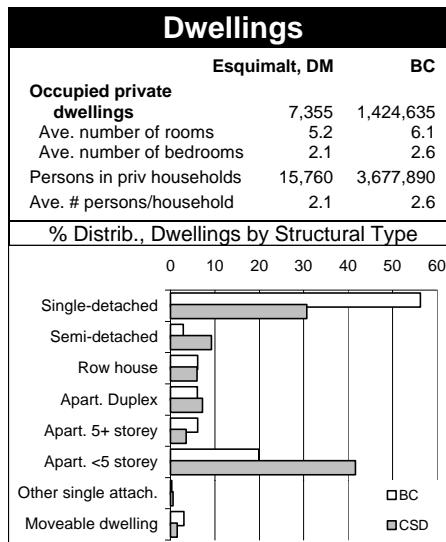 Dwellings
Esquimalt, DM BC
Occupied private
dwellings 7,355 1,424,635
Ave. number of rooms 5.2 6.1
Ave. number of bedrooms 2.1 2.6
Persons in priv households 15,760 3,677,890
Ave. # persons/household 2.1 2.6
% Distrib., Dwellings by Structural Type
0 10 20 30 40 50 60
Single-detached
Semi-detached
Row house
Apart. Duplex
Apart. 5+ storey
Apart. <5 storey
Other single attach.
BC
Moveable dwelling
CSD